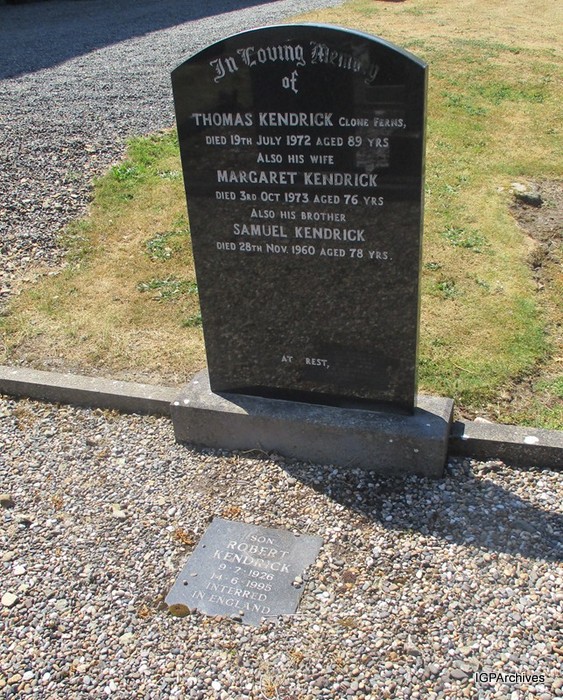 In Loving Memory
of
THOMAS KENDRICK CLONE FERNS,
DIED 19TH JULY 1972 AGED 89 YRS
ALSO HIS WIFE
MARGARET KENDRICK
DIED 3RD OCT 1973 AGED 76 YRS
ALSO HIS BROTHER
SAMUEL KENDRICK
DIED 28TH NOV. 1960 AGED 78 YRS.
AT REST,
SON
ROBERT
KENDRICK
9-7-1926
14-6-1995
INTERRED
IN ENGLAND
IGPArchives